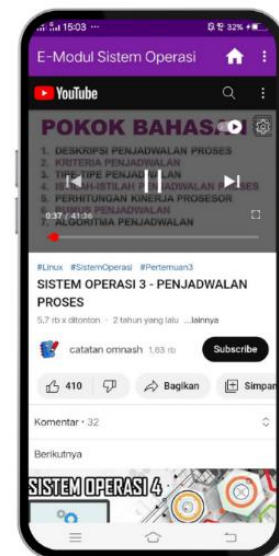 15:03 ... 32%
E-Modul Sistem Operasi
YouTube
POKOK BAHASAN
1. DESKRIPSI PENJADWALAN PROSES
2. KRITERIA PENJADWALAN
3. TIPE-TIPE PENJADWALAN
4. ISTILAH-ISTILAH PENJADWALAN PROSES
5. PERHITUNGAN KINERJA PROSESOR
6. RUMUS PENJADWALAN
7. ALGORITMA PENJADWALAN
0:37 / 41:36
#Linux #SistemOperasi #Pertemuan3
SISTEM OPERASI 3 - PENJADWALAN
PROSES
5,7 rb x ditonton · 2 tahun yang lalu ...lainnya
catatan omnash 1,63 rb Subscribe
410 Bagikan Simpan
Komentar · 32
Berikutnya
SISTEM OPERASI 4